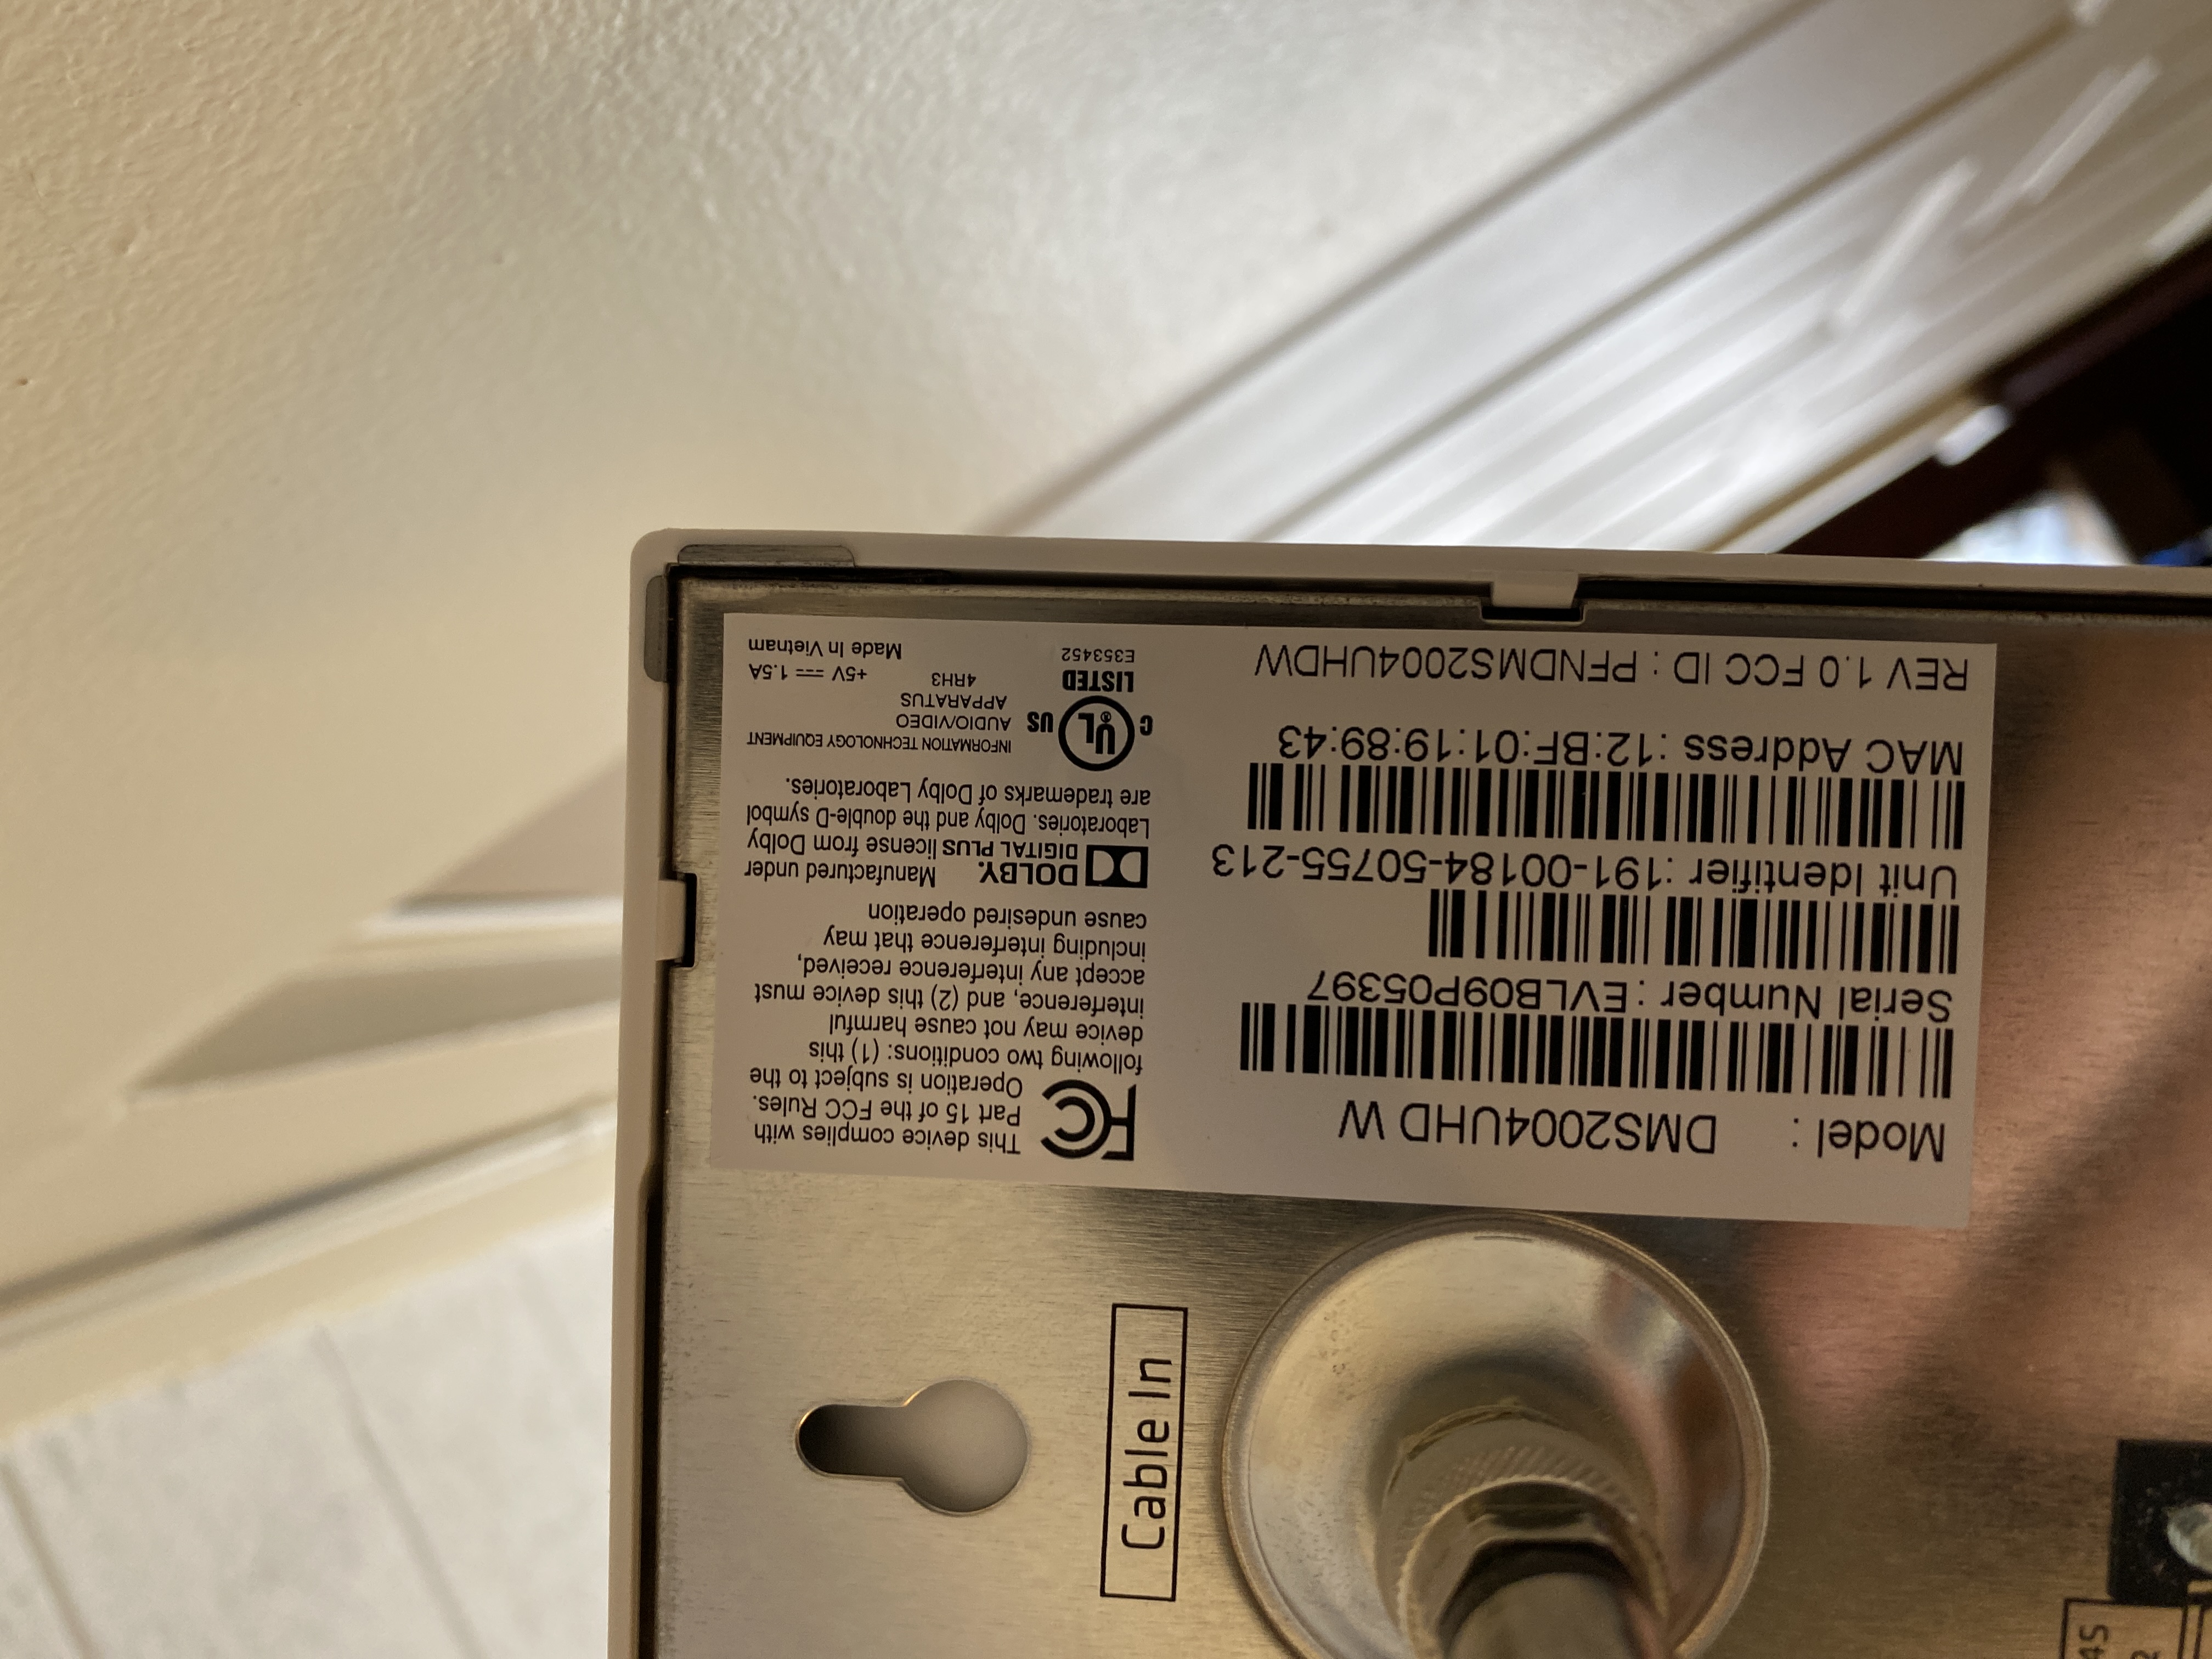 Cable In
Model : DMS2004UHD W
Serial Number : EVLB09P05397
Unit Identifier :191-00184-50755-213
MAC Address :12:BF:01:19:89:43
REV 1.0 FCC ID : PFNDMS2004UHDW
FC This device complies with
Part 15 of the FCC Rules.
Operation is subject to the
following two conditions: (1) this
device may not cause harmful
interference, and (2) this device must
accept any interference received,
including interference that may
cause undesired operation
DOLBY. Manufactured under
DIGITAL PLUS license from Dolby
Laboratories. Dolby and the double-D symbol
are trademarks of Dolby Laboratories.
INFORMATION TECHNOLOGY EQUIPMENT
C UL ® US AUDIO/VIDEO
APPARATUS
LISTED 4RH3 +5V ⎓ 1.5A
E353452 Made In Vietnam
4S
2